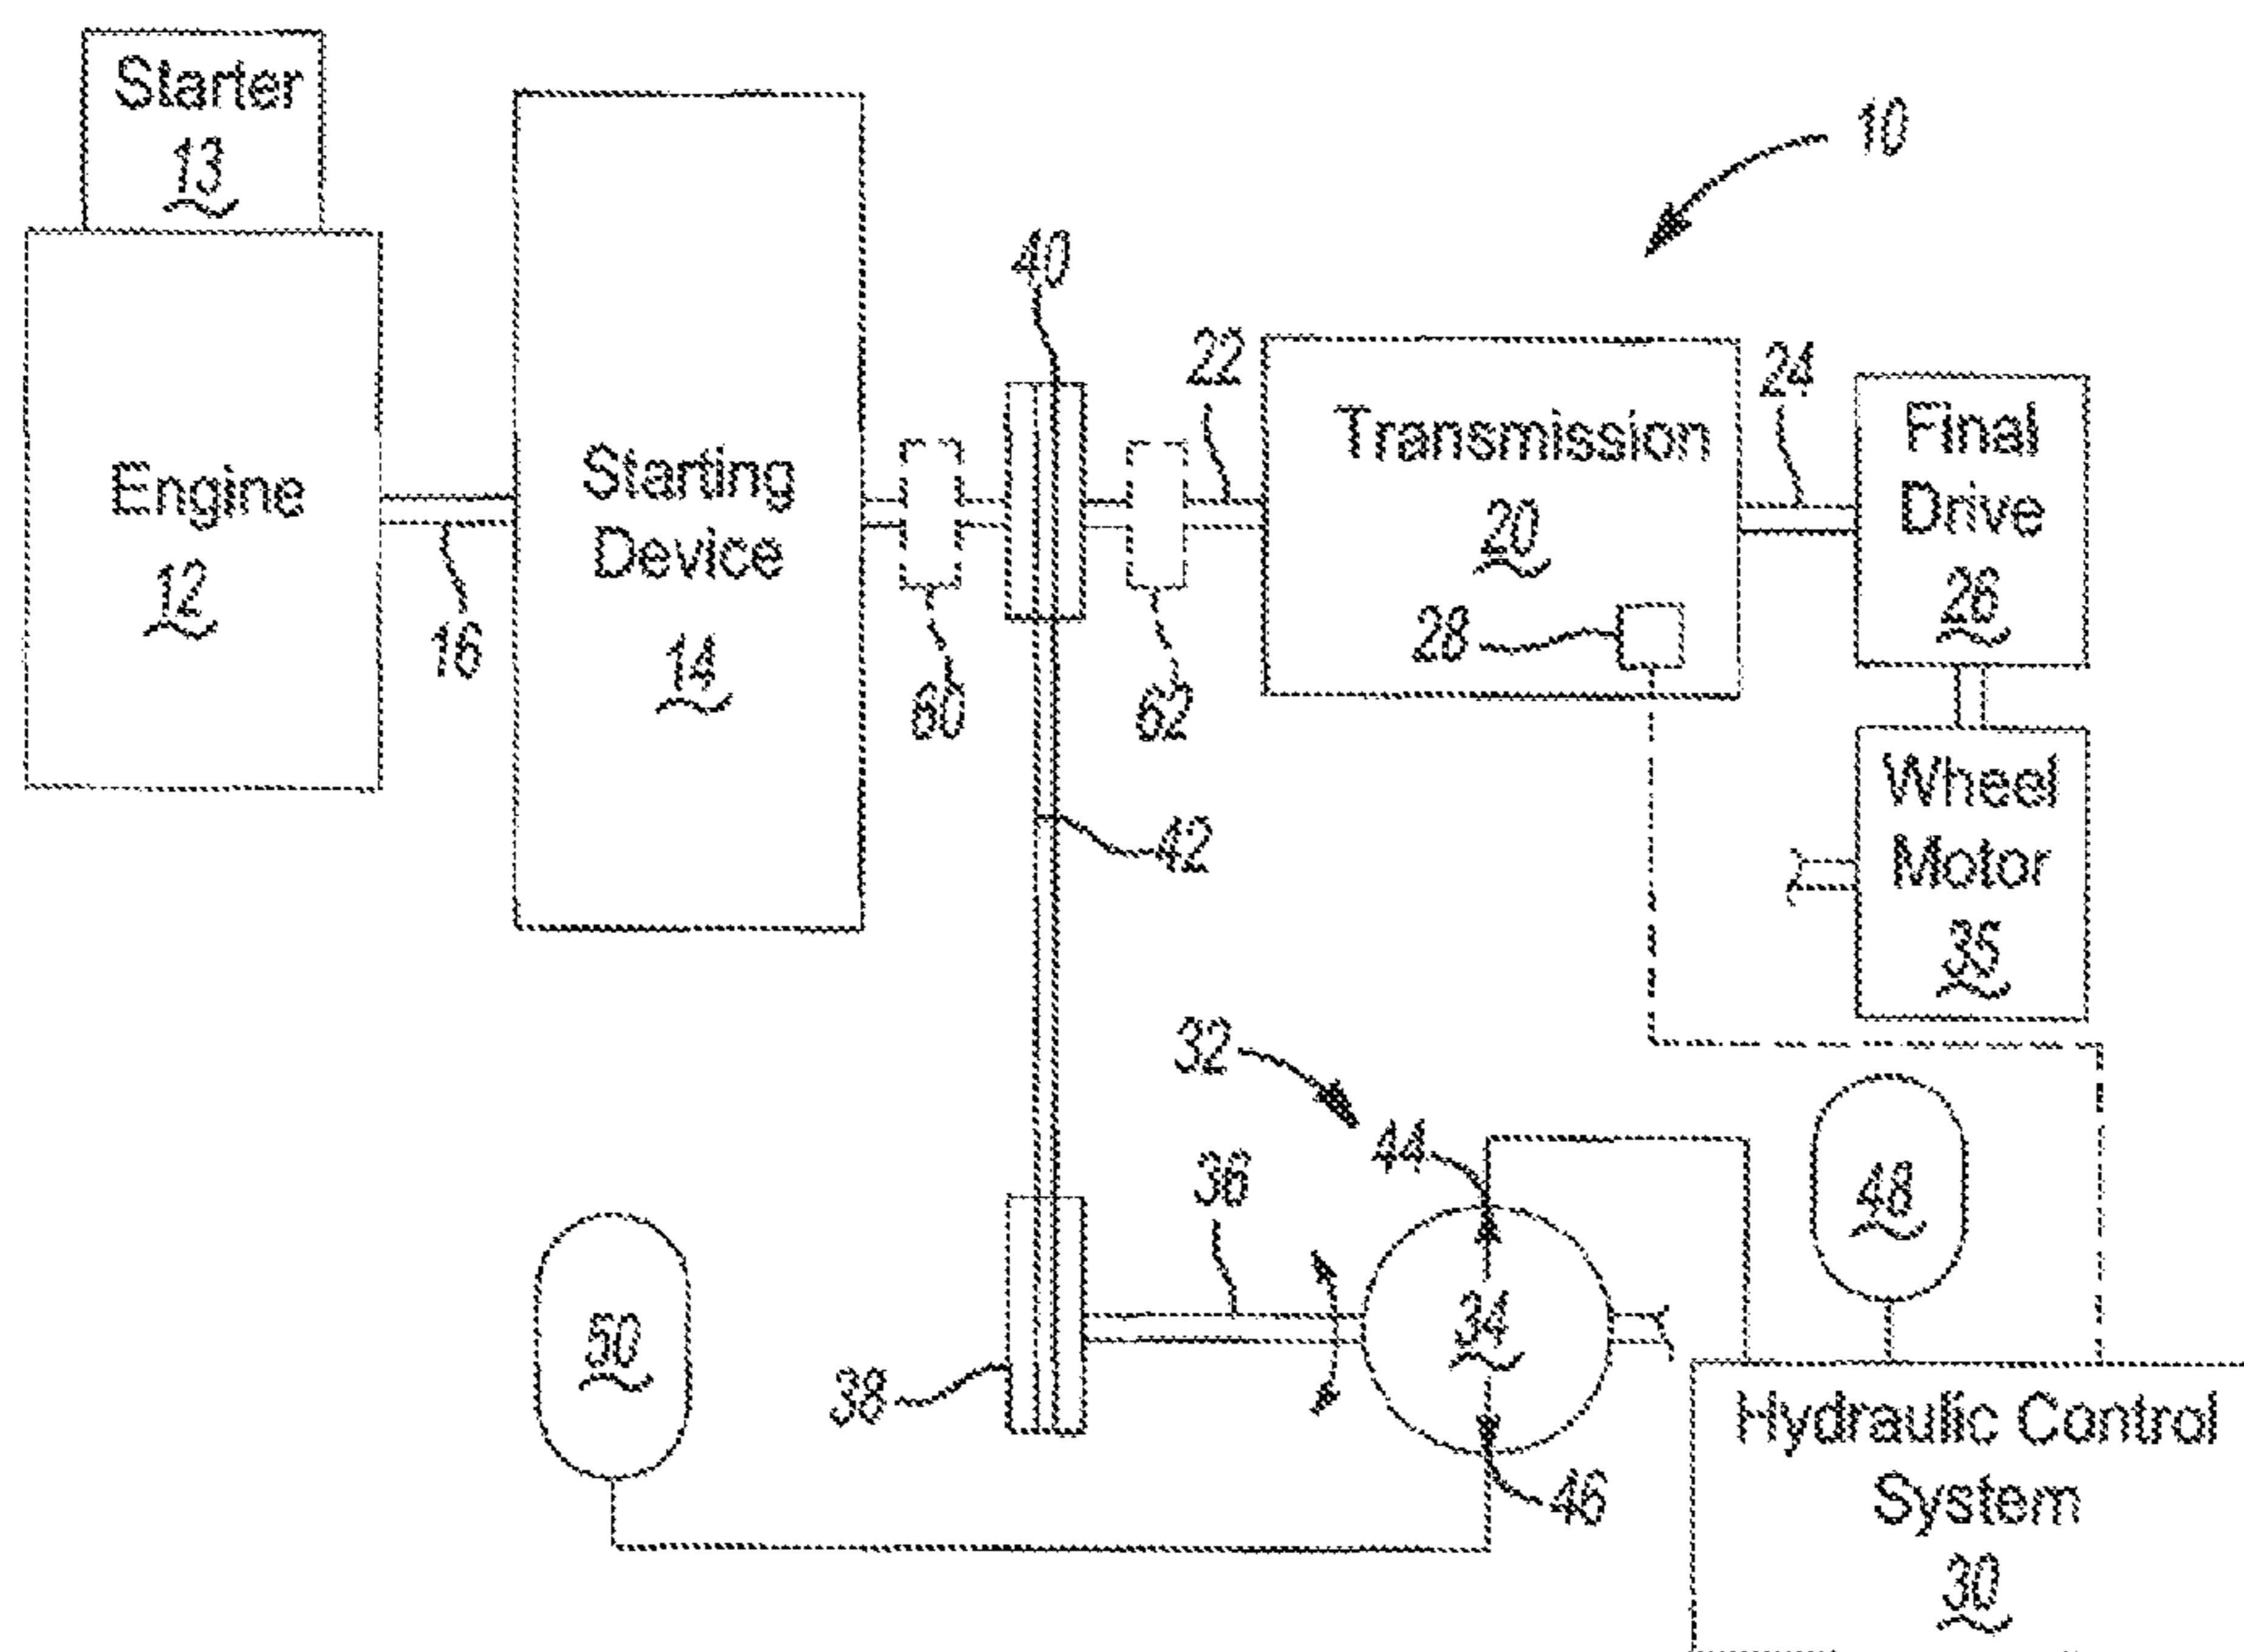 Starter
13
10
40
22
24
Engine
12
16
Starting
Device
14
60
62
Transmission
20
28
Final
Drive
26
42
Wheel
Motor
35
32
44
36
48
50
38
34
46
Hydraulic Control
System
30